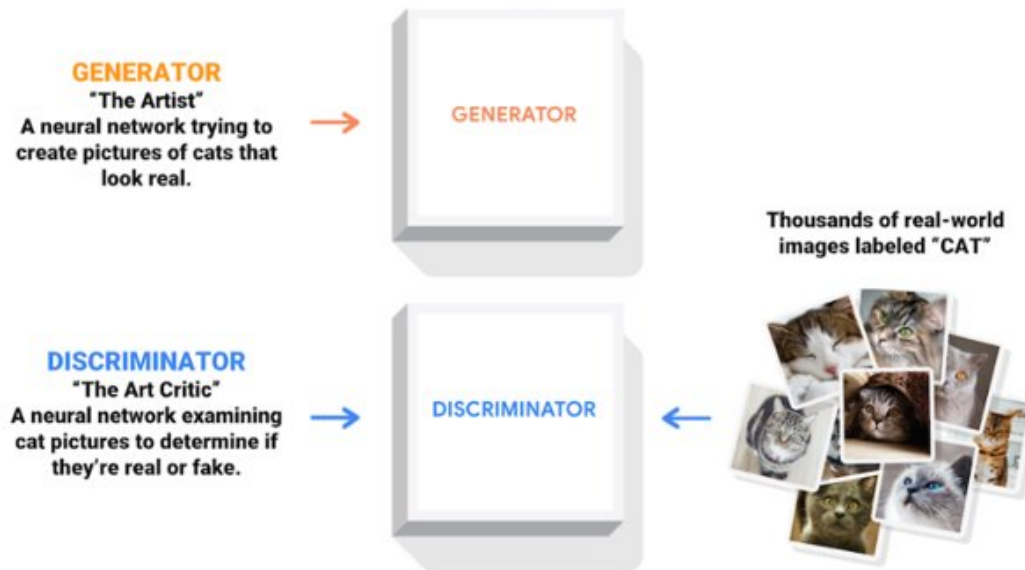 GENERATOR
"The Artist"
A neural network trying to
create pictures of cats that
look real.
GENERATOR
Thousands of real-world
images labeled "CAT"
DISCRIMINATOR
"The Art Critic"
A neural network examining
cat pictures to determine if
they're real or fake.
DISCRIMINATOR